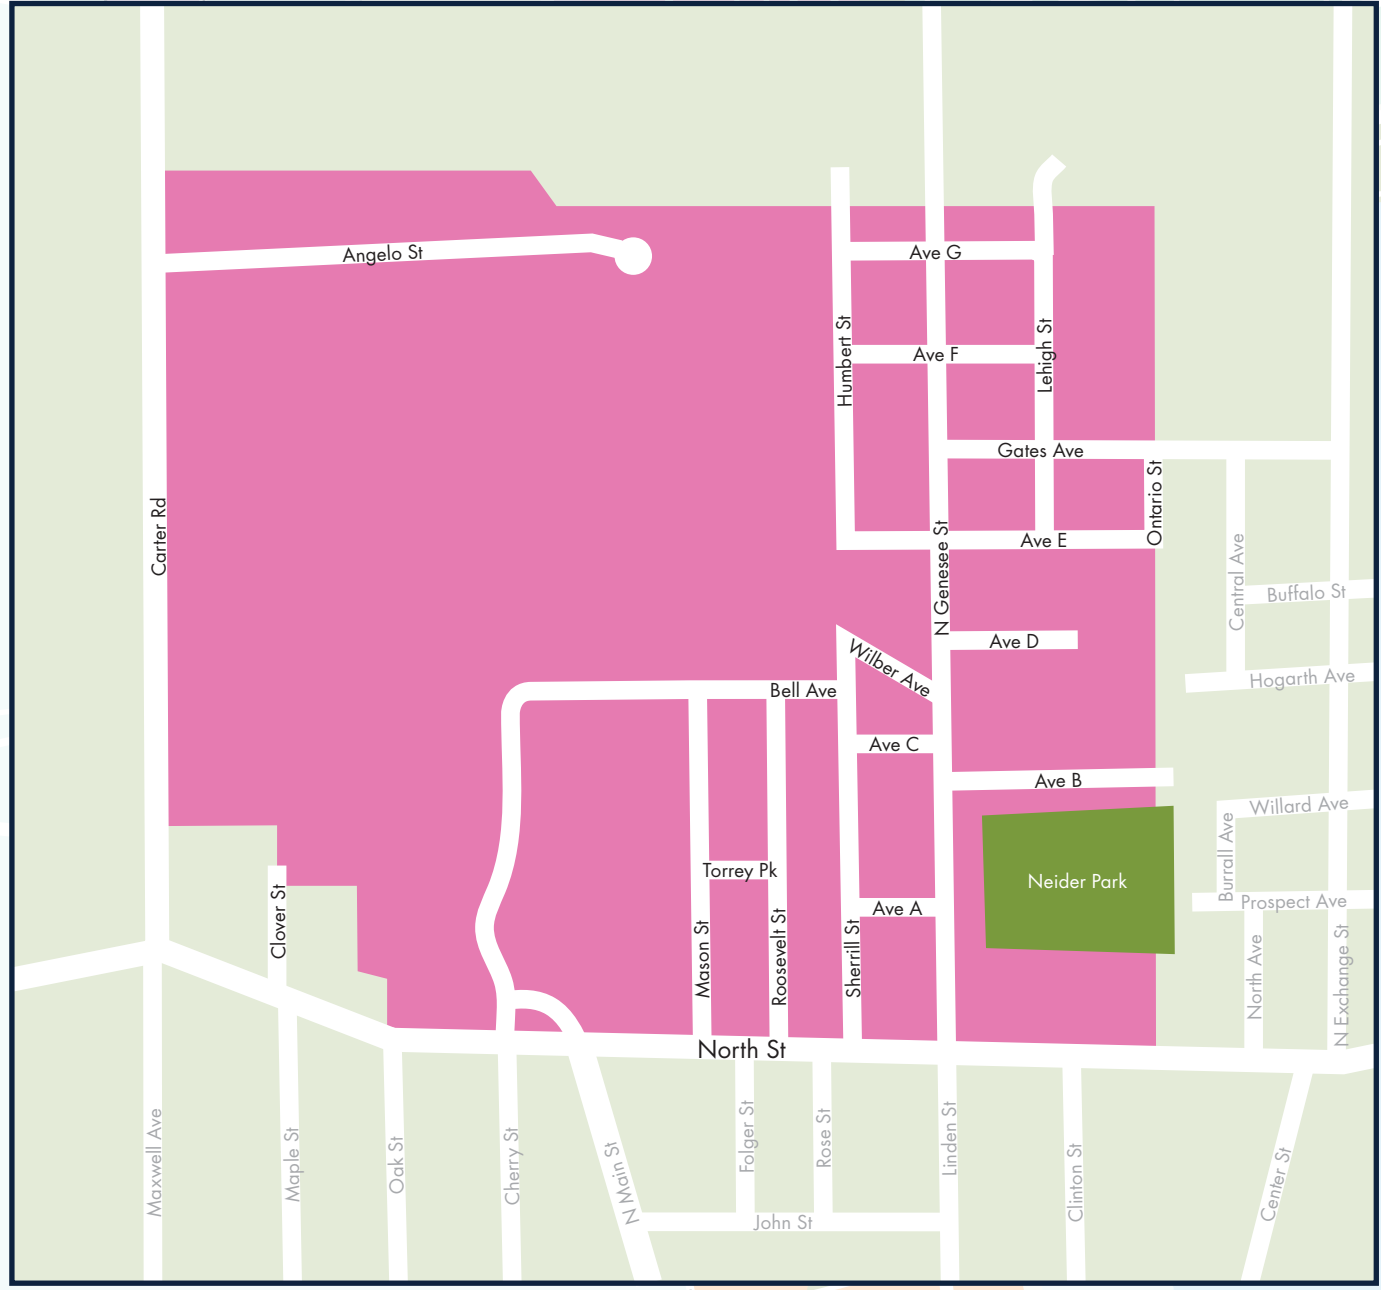 Angelo St
Ave G
Humbert St
Ave F
Lehigh St
Gates Ave
Ontario St
Carter Rd
N Genesee St
Ave E
Central Ave
Buffalo St
Ave D
Wilber Ave
Hogarth Ave
Bell Ave
Ave C
Ave B
Willard Ave
Burrall Ave
Torrey Pk
Neider Park
Prospect Ave
Clover St
Ave A
Mason St
Roosevelt St
Sherrill St
North Ave
N Exchange St
North St
Maxwell Ave
Maple St
Oak St
Cherry St
N Main St
Folger St
Rose St
Linden St
Clinton St
Center St
John St